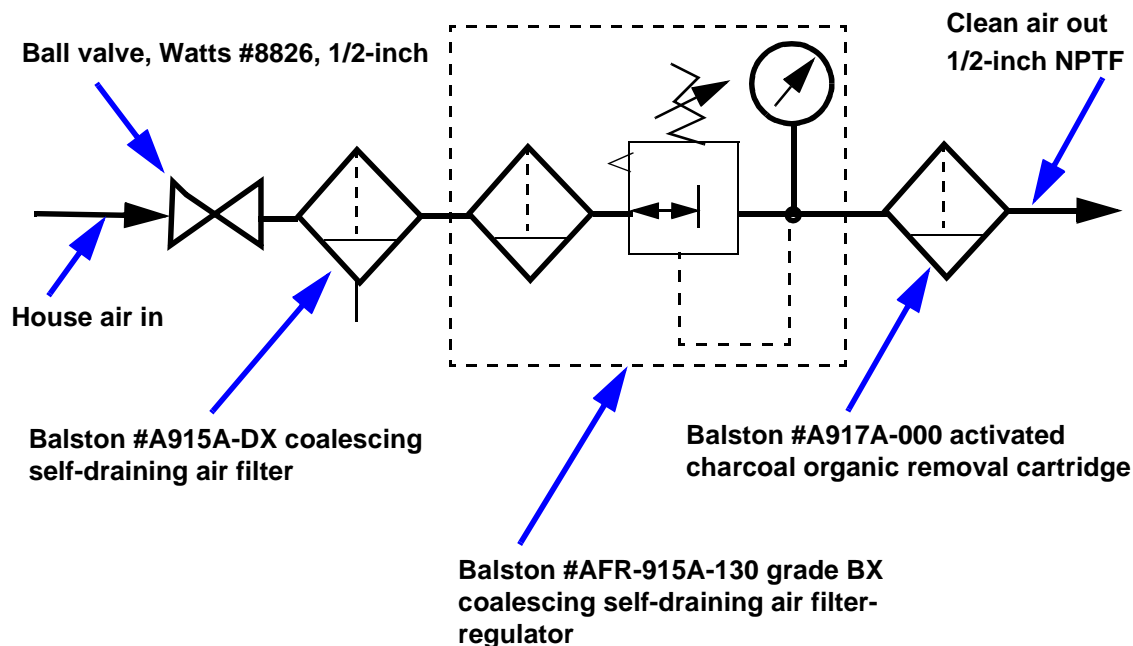 Ball valve, Watts #8826, 1/2-inch
Clean air out
1/2-inch NPTF
House air in
Balston #A915A-DX coalescing
self-draining air filter
Balston #A917A-000 activated
charcoal organic removal cartridge
Balston #AFR-915A-130 grade BX
coalescing self-draining air filter-
regulator